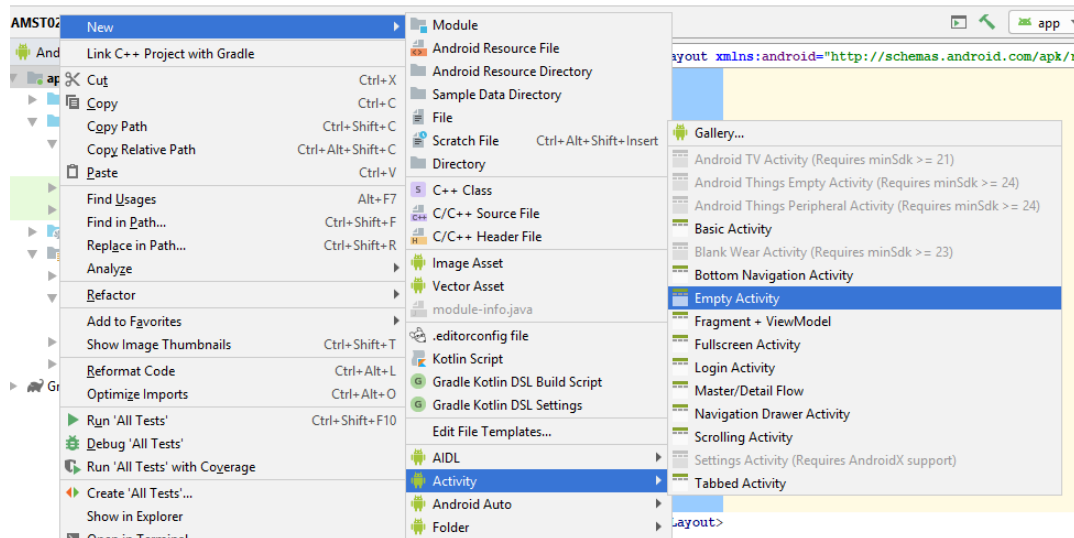 AMST02
And
ap
Gr
New
Link C++ Project with Gradle
Cut Ctrl+X
Copy Ctrl+C
Copy Path Ctrl+Shift+C
Copy Relative Path Ctrl+Alt+Shift+C
Paste Ctrl+V
Find Usages Alt+F7
Find in Path... Ctrl+Shift+F
Replace in Path... Ctrl+Shift+R
Analyze
Refactor
Add to Favorites
Show Image Thumbnails Ctrl+Shift+T
Reformat Code Ctrl+Alt+L
Optimize Imports Ctrl+Alt+O
Run 'All Tests' Ctrl+Shift+F10
Debug 'All Tests'
Run 'All Tests' with Coverage
Create 'All Tests'...
Show in Explorer
Open in Terminal
Module
Android Resource File
Android Resource Directory
Sample Data Directory
File
Scratch File Ctrl+Alt+Shift+Insert
Directory
S C++ Class
C++ C/C++ Source File
H C/C++ Header File
Image Asset
Vector Asset
module-info.java
.editorconfig file
Kotlin Script
G Gradle Kotlin DSL Build Script
G Gradle Kotlin DSL Settings
Edit File Templates...
AIDL
Activity
Android Auto
Folder
app
ayout xmlns:android="http://schemas.android.com/apk/r
Gallery...
Android TV Activity (Requires minSdk >= 21)
Android Things Empty Activity (Requires minSdk >= 24)
Android Things Peripheral Activity (Requires minSdk >= 24)
Basic Activity
Blank Wear Activity (Requires minSdk >= 23)
Bottom Navigation Activity
Empty Activity
Fragment + ViewModel
Fullscreen Activity
Login Activity
Master/Detail Flow
Navigation Drawer Activity
Scrolling Activity
Settings Activity (Requires AndroidX support)
Tabbed Activity
Layout>